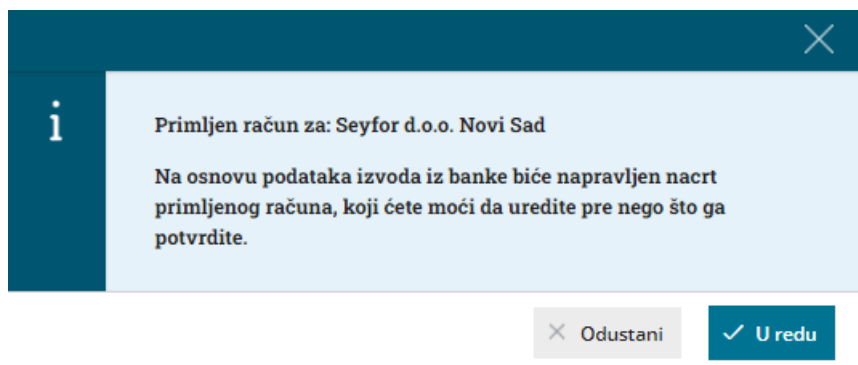 Primljen račun za: Seyfor d.o.o. Novi Sad
Na osnovu podataka izvoda iz banke biće napravljen nacrt
primljenog računa, koji ćete moći da uredite pre nego što ga
potvrdite.
Odustani
U redu